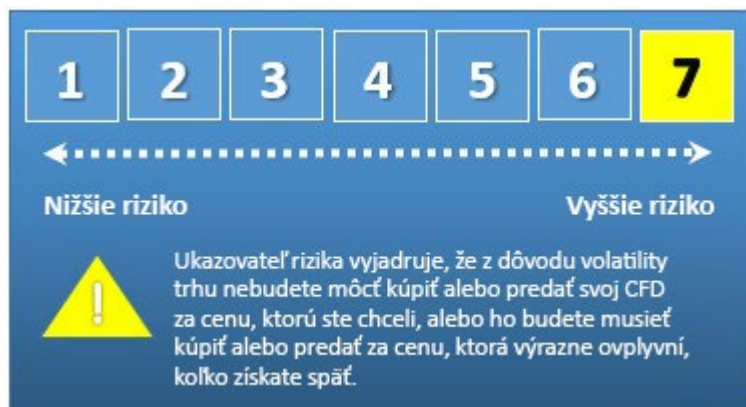 1 2 3 4 5 6 7
Nižšie riziko Vyššie riziko
!
Ukazovateľ rizika vyjadruje, že z dôvodu volatility
trhu nebudete môcť kúpiť alebo predať svoj CFD
za cenu, ktorú ste chceli, alebo ho budete musieť
kúpiť alebo predať za cenu, ktorá výrazne ovplyvní,
koľko získate späť.